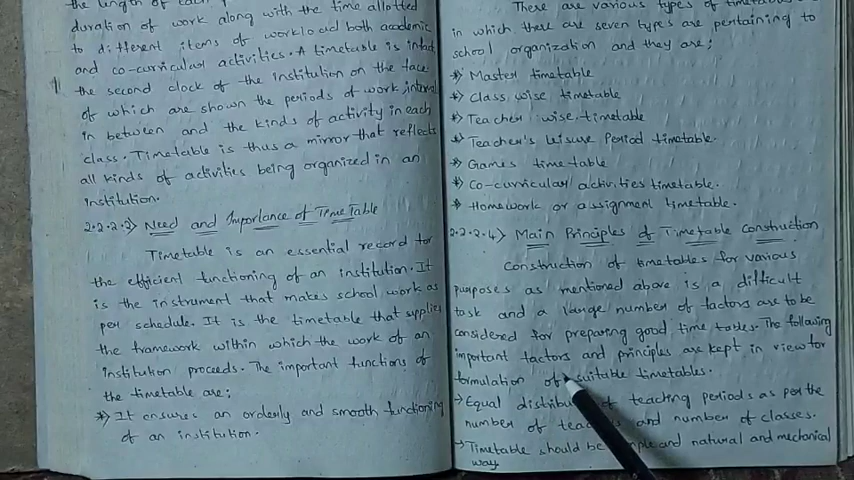 the length of each
duration of work along with the time allotted
to different items of workload both academic
and co-curricular activities. A timetable is infact
the second clock of the institution on the face
of which are shown the periods of work, interval
in between and the kinds of activity in each
class. Timetable is thus a mirror that reflects
all kinds of activities being organized in an
institution.
2.2.2.3) Need and Importance of Time Table
Timetable is an essential record for
the efficient functioning of an institution. It
is the instrument that makes school work as
per schedule. It is the timetable that supplies
the framework within which the work of an
institution proceeds. The important functions of
the timetable are;
*) It ensures an orderly and smooth functioning
of an institution.
There are various types of timetables
in which there are seven types are pertaining to
school organization and they are;
*) Master timetable
*) Class wise timetable
*) Teacher wise timetable
*) Teacher's leisure Period timetable.
*) Games time table
*) Co-curricular activities timetable.
* Homework or assignment timetable.
2.2.2.4) Main Principles of Timetable Construction
Construction of timetables for various
purposes as mentioned above is a difficult
task and a large number of factors are to be
considered for preparing good time tables. The following
important factors and principles are kept in view for
formulation of suitable timetables.
→ Equal of teaching periods as per the
number of and number of classes.
→ Timetable should be and natural and mechanical
way.